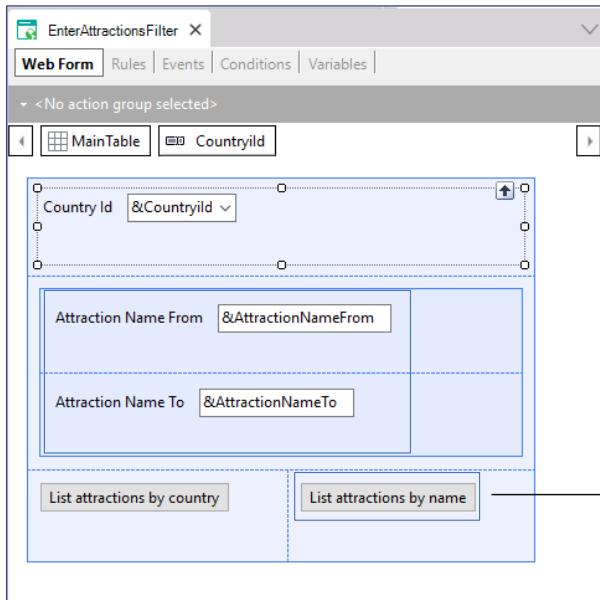 EnterAttractionsFilter
Web Form Rules Events Conditions Variables
<No action group selected>
MainTable CountryId
Country Id &CountryId
Attraction Name From &AttractionNameFrom
Attraction Name To &AttractionNameTo
List attractions by country List attractions by name